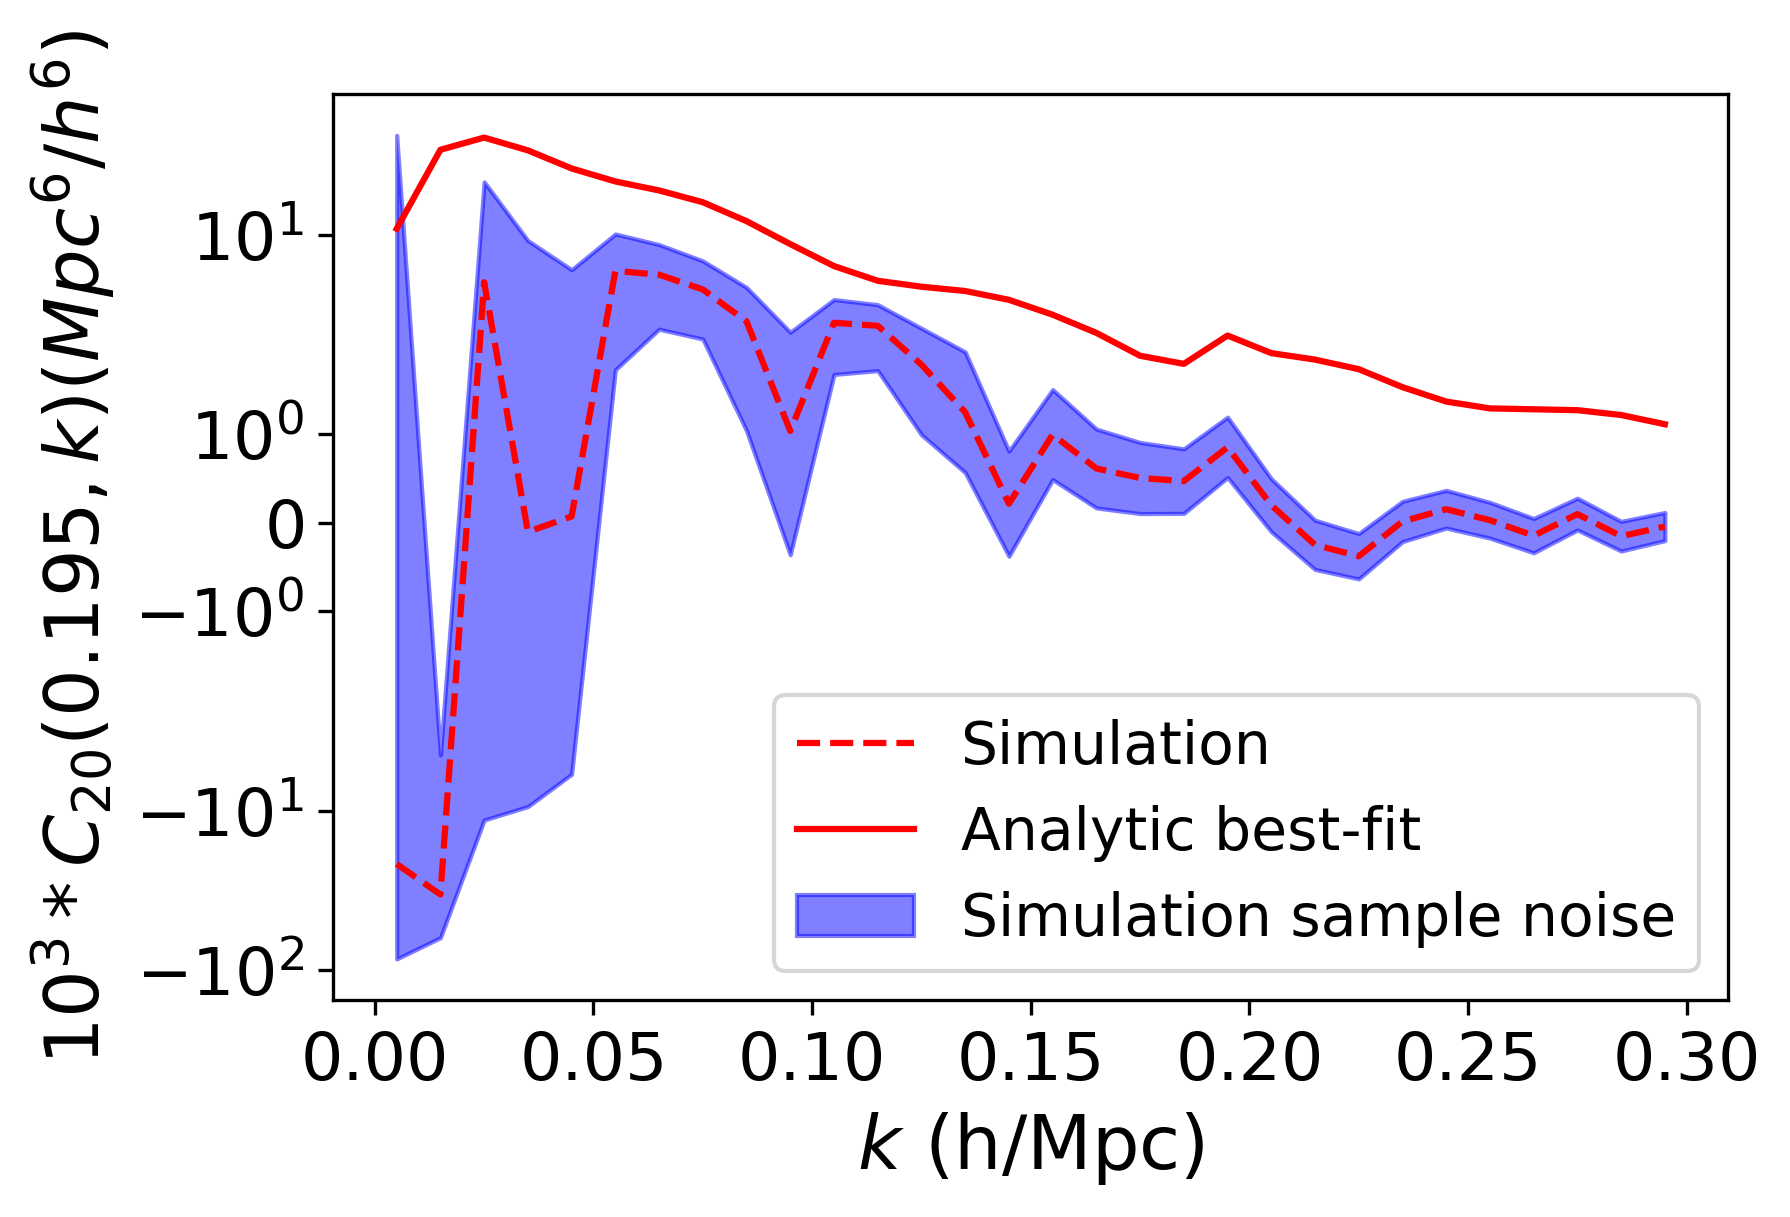 10³ * C₂₀(0.195, k)(Mpc⁶/h⁶)
10¹
10⁰
0
−10⁰
−10¹
−10²
Simulation
Analytic best-fit
Simulation sample noise
0.00 0.05 0.10 0.15 0.20 0.25 0.30
k (h/Mpc)